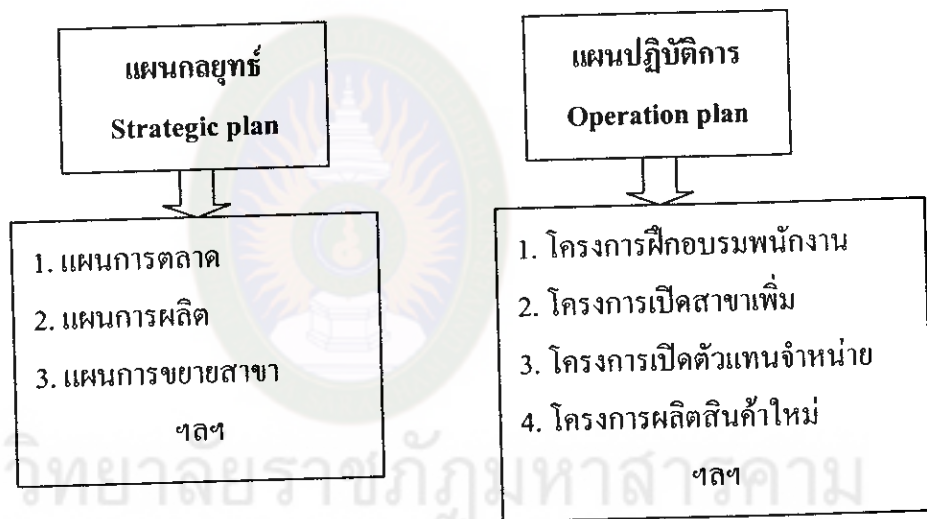 แผนกลยุทธ์
Strategic plan
แผนปฏิบัติการ
Operation plan
1. แผนการตลาด
2. แผนการผลิต
3. แผนการขยายสาขา
ฯลฯ
1. โครงการฝึกอบรมพนักงาน
2. โครงการเปิดสาขาเพิ่ม
3. โครงการเปิดตัวแทนจำหน่าย
4. โครงการผลิตสินค้าใหม่
ฯลฯ
วิทยาลัยราชภัฏมหาสารคาม